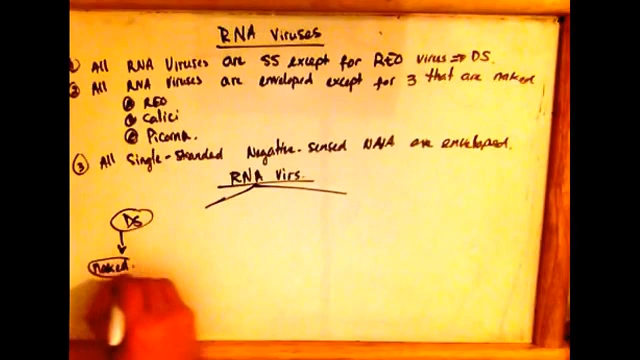 RNA Viruses
① All RNA Viruses are SS except for REO virus ⇒ DS.
② All RNA Viruses are enveloped except for 3 that are naked
① REO
② Calici
③ Picorna.
③ All Single-stranded Negative-sensed are enveloped.
RNA Virs.
DS
naked.